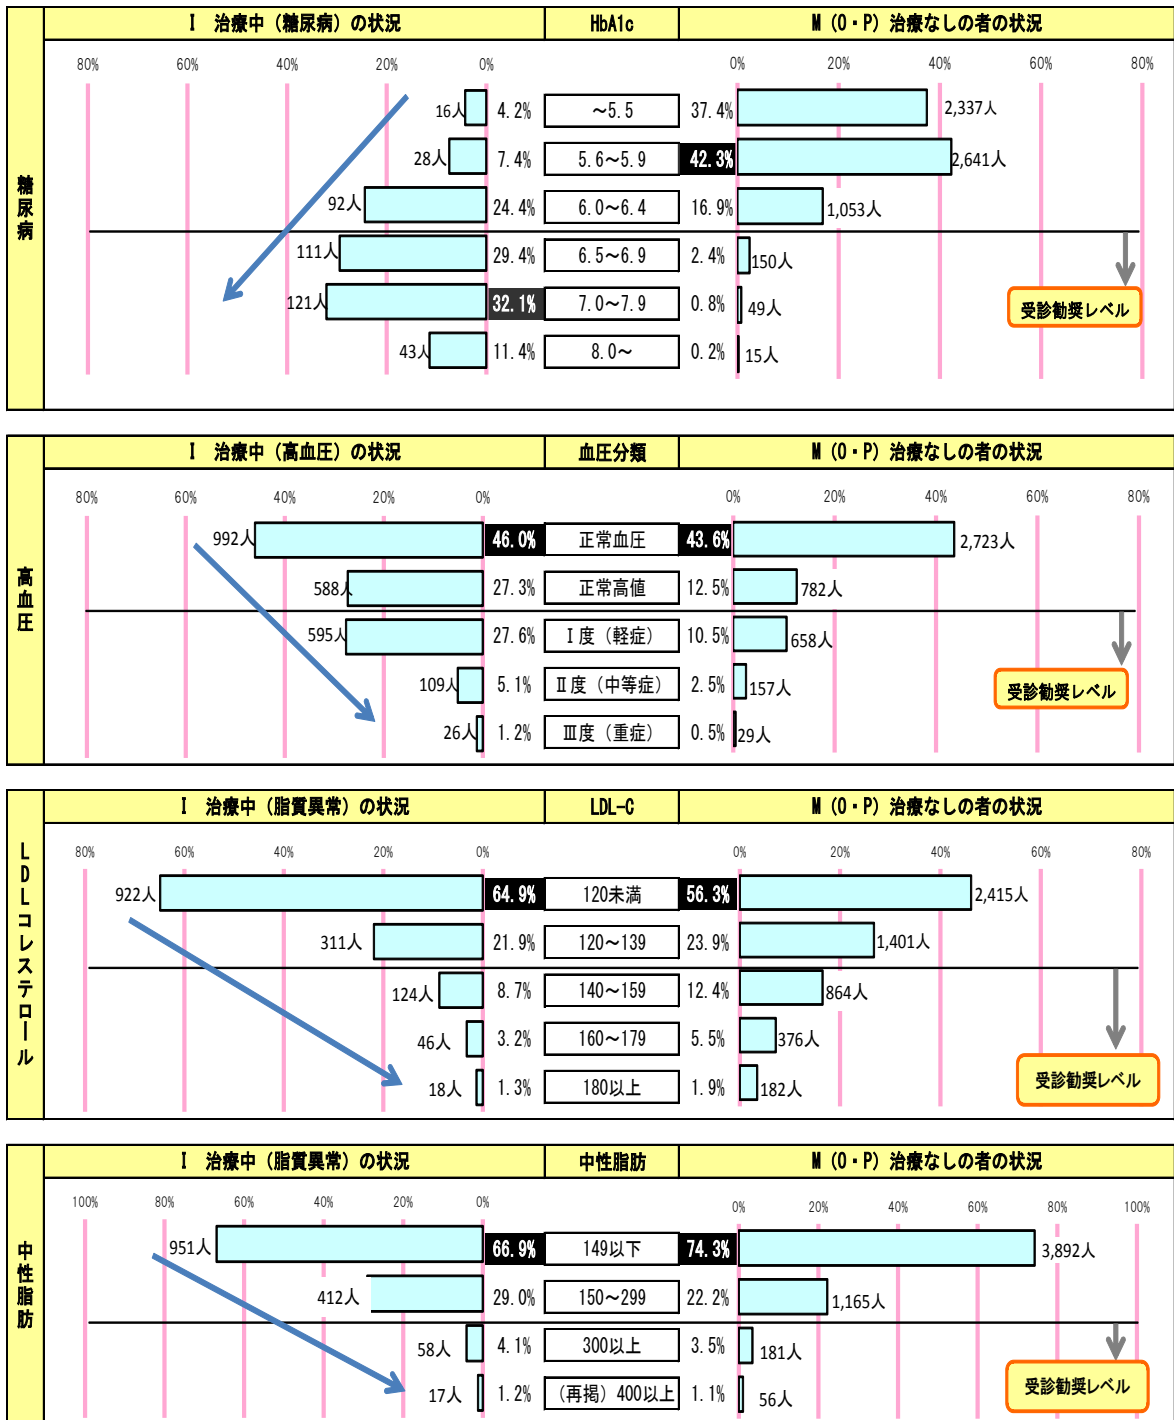 I 治療中（糖尿病）の状況 HbA1c M（O・P）治療なしの者の状況
80% 60% 40% 20% 0% 0% 20% 40% 60% 80%
糖尿病
16人 4.2% ～5.5 37.4% 2,337人
28人 7.4% 5.6～5.9 42.3% 2,641人
92人 24.4% 6.0～6.4 16.9% 1,053人
111人 29.4% 6.5～6.9 2.4% 150人
121人 32.1% 7.0～7.9 0.8% 49人 受診勧奨レベル
43人 11.4% 8.0～ 0.2% 15人
I 治療中（高血圧）の状況 血圧分類 M（O・P）治療なしの者の状況
80% 60% 40% 20% 0% 0% 20% 40% 60% 80%
高血圧
992人 46.0% 正常血圧 43.6% 2,723人
588人 27.3% 正常高値 12.5% 782人
595人 27.6% Ⅰ度（軽症） 10.5% 658人
109人 5.1% Ⅱ度（中等症） 2.5% 157人 受診勧奨レベル
26人 1.2% Ⅲ度（重症） 0.5% 29人
I 治療中（脂質異常）の状況 LDL-C M（O・P）治療なしの者の状況
80% 60% 40% 20% 0% 0% 20% 40% 60% 80%
LDLコレステロール
922人 64.9% 120未満 56.3% 2,415人
311人 21.9% 120～139 23.9% 1,401人
124人 8.7% 140～159 12.4% 864人
46人 3.2% 160～179 5.5% 376人
18人 1.3% 180以上 1.9% 182人 受診勧奨レベル
I 治療中（脂質異常）の状況 中性脂肪 M（O・P）治療なしの者の状況
100% 80% 60% 40% 20% 0% 0% 20% 40% 60% 80% 100%
中性脂肪
951人 66.9% 149以下 74.3% 3,892人
412人 29.0% 150～299 22.2% 1,165人
58人 4.1% 300以上 3.5% 181人
17人 1.2% （再掲）400以上 1.1% 56人 受診勧奨レベル